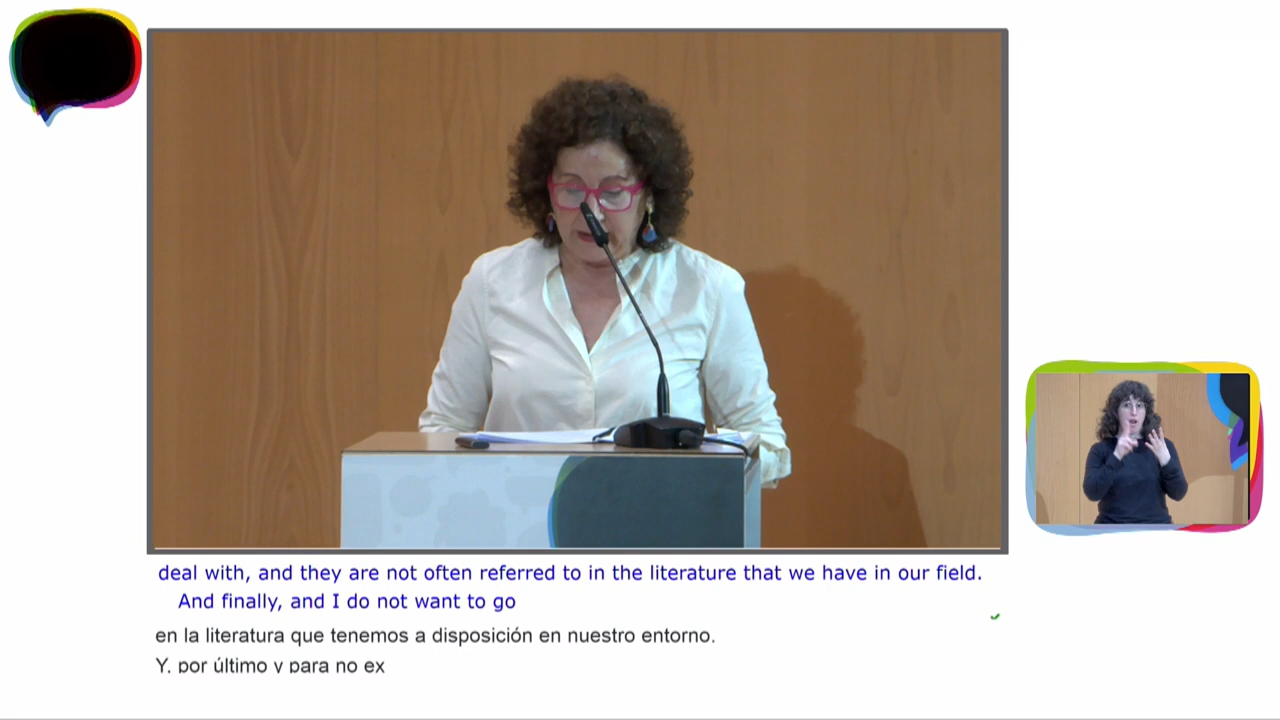 deal with, and they are not often referred to in the literature that we have in our field.
And finally, and I do not want to go
en la literatura que tenemos a disposición en nuestro entorno.
Y, por último y para no ex